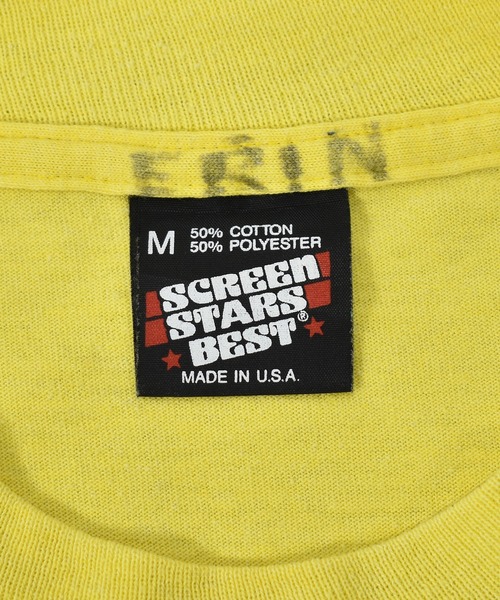 ERIN
M 50% COTTON
50% POLYESTER
SCREEN
STARS
BEST®
MADE IN U.S.A.